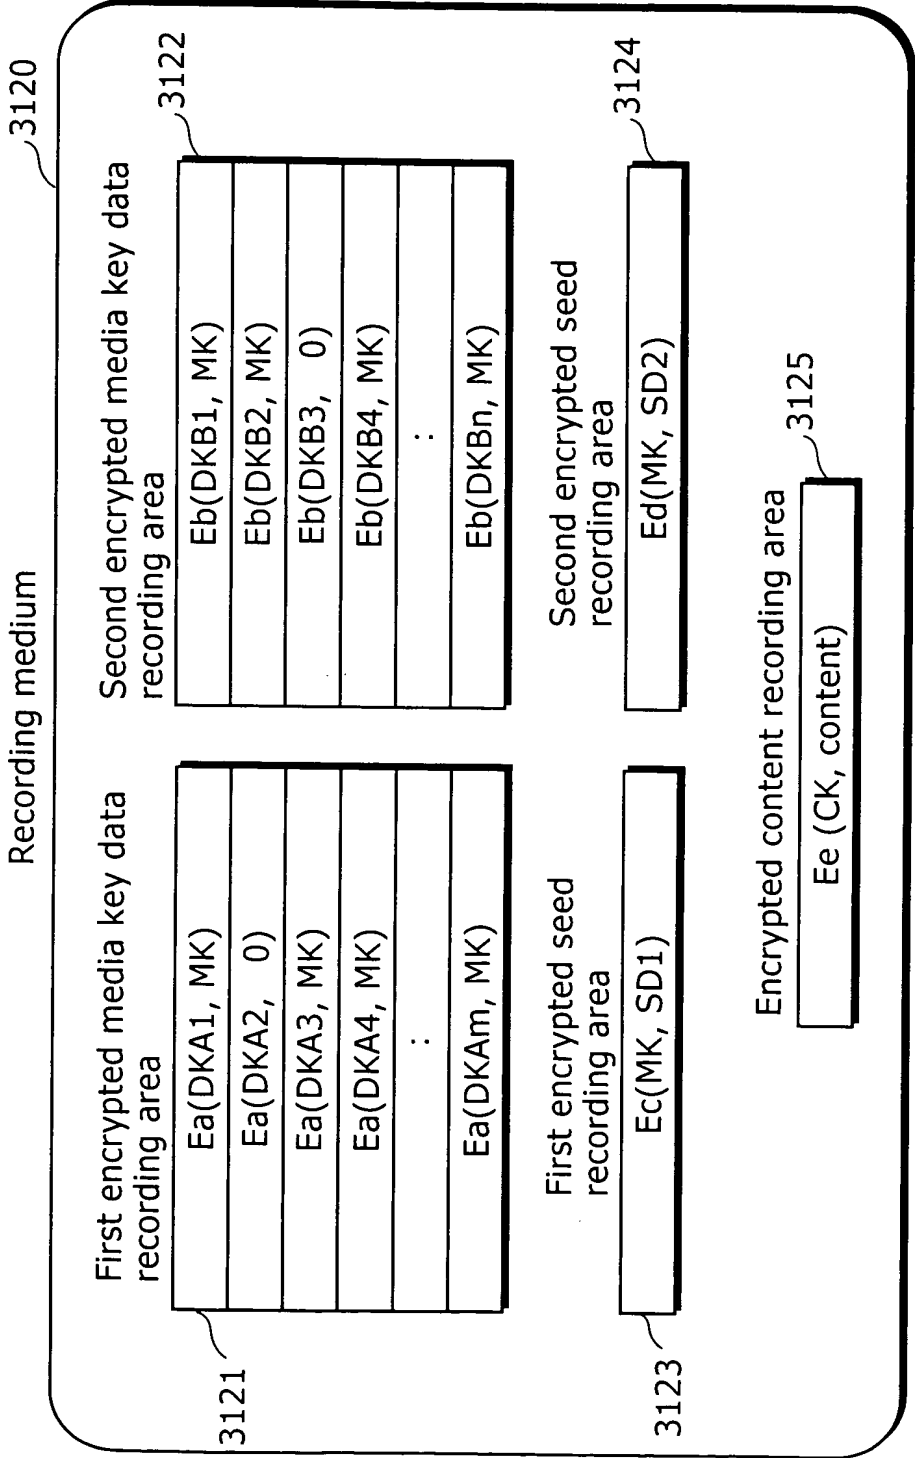 Recording medium
3120
First encrypted media key data
recording area
3121
Ea(DKA1, MK)
Ea(DKA2, 0)
Ea(DKA3, MK)
Ea(DKA4, MK)
:
Ea(DKAm, MK)
Second encrypted media key data
recording area
3122
Eb(DKB1, MK)
Eb(DKB2, MK)
Eb(DKB3, 0)
Eb(DKB4, MK)
:
Eb(DKBn, MK)
First encrypted seed
recording area
3123
Ec(MK, SD1)
Second encrypted seed
recording area
3124
Ed(MK, SD2)
Encrypted content recording area
3125
Ee (CK, content)